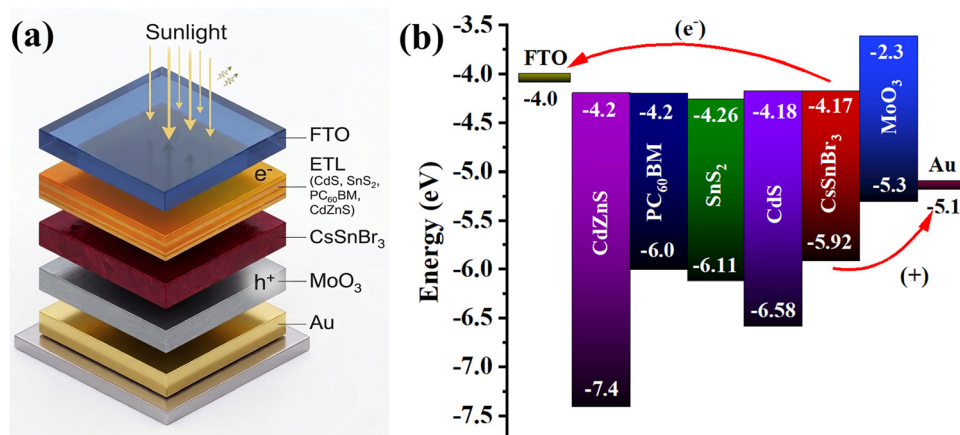 (a)
Sunlight
FTO
e⁻
ETL
(CdS, SnS₂,
PC₆₀BM,
CdZnS)
CsSnBr₃
h⁺
MoO₃
Au
(b)
Energy (eV)
-3.5
-4.0
-4.5
-5.0
-5.5
-6.0
-6.5
-7.0
-7.5
(e⁻)
FTO
-4.0
-4.2
CdZnS
-7.4
-4.2
PC₆₀BM
-6.0
-4.26
SnS₂
-6.11
-4.18
CdS
-6.58
-4.17
CsSnBr₃
-5.92
-2.3
MoO₃
-5.3
Au
-5.1
(+)